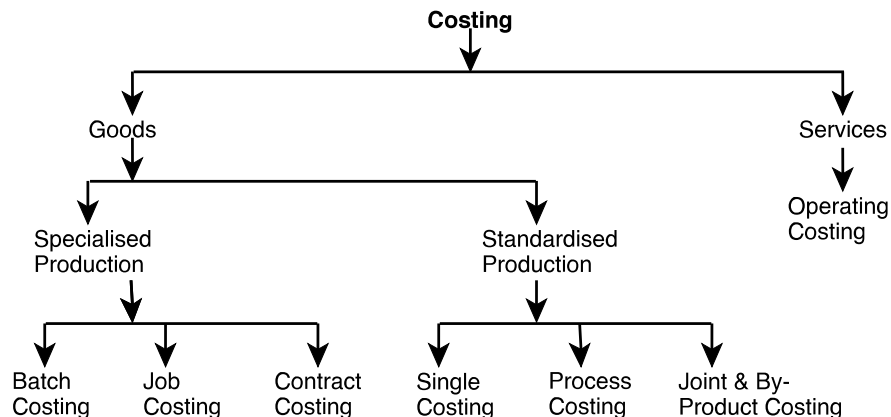 Costing
Goods
Services
Operating
Costing
Specialised
Production
Standardised
Production
Batch
Costing
Job
Costing
Contract
Costing
Single
Costing
Process
Costing
Joint & By-
Product Costing